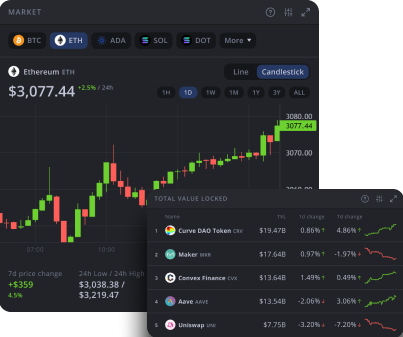 MARKET
BTC ETH ADA SOL DOT More
Ethereum ETH
Line Candlestick
$3,077.44 +2.5% / 24h
1H 1D 1W 1M 1Y 3Y ALL
3080.00
3077.44
3070.00
07:00 10:00
7d price change
+$359
4.5%
24h Low / 24h High
$3,038.38 /
$3,219.47
TOTAL VALUE LOCKED
Name TVL 1d change 7d change
1 Curve DAO Token CRV $19.47B 0.86% ↑ 4.86% ↑
2 Maker MKR $17.64B 0.97% ↑ -1.97% ↓
3 Convex Finance CVX $13.64B 1.49% ↑ 0.49% ↑
4 Aave AAVE $13.54B -2.06% ↓ 3.06% ↑
5 Uniswap UNI $7.75B -3.20% ↓ -7.20% ↓